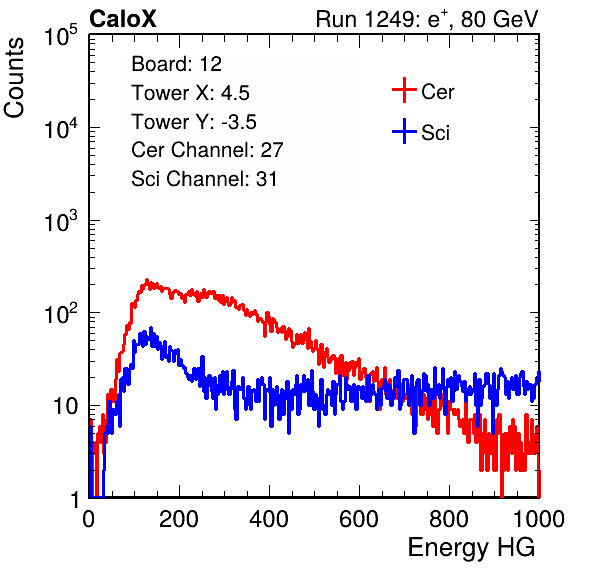 CaloX Run 1249: e⁺, 80 GeV
Counts
10⁵
10⁴
10³
10²
10
1
Board: 12
Tower X: 4.5
Tower Y: -3.5
Cer Channel: 27
Sci Channel: 31
Cer
Sci
0 200 400 600 800 1000
Energy HG